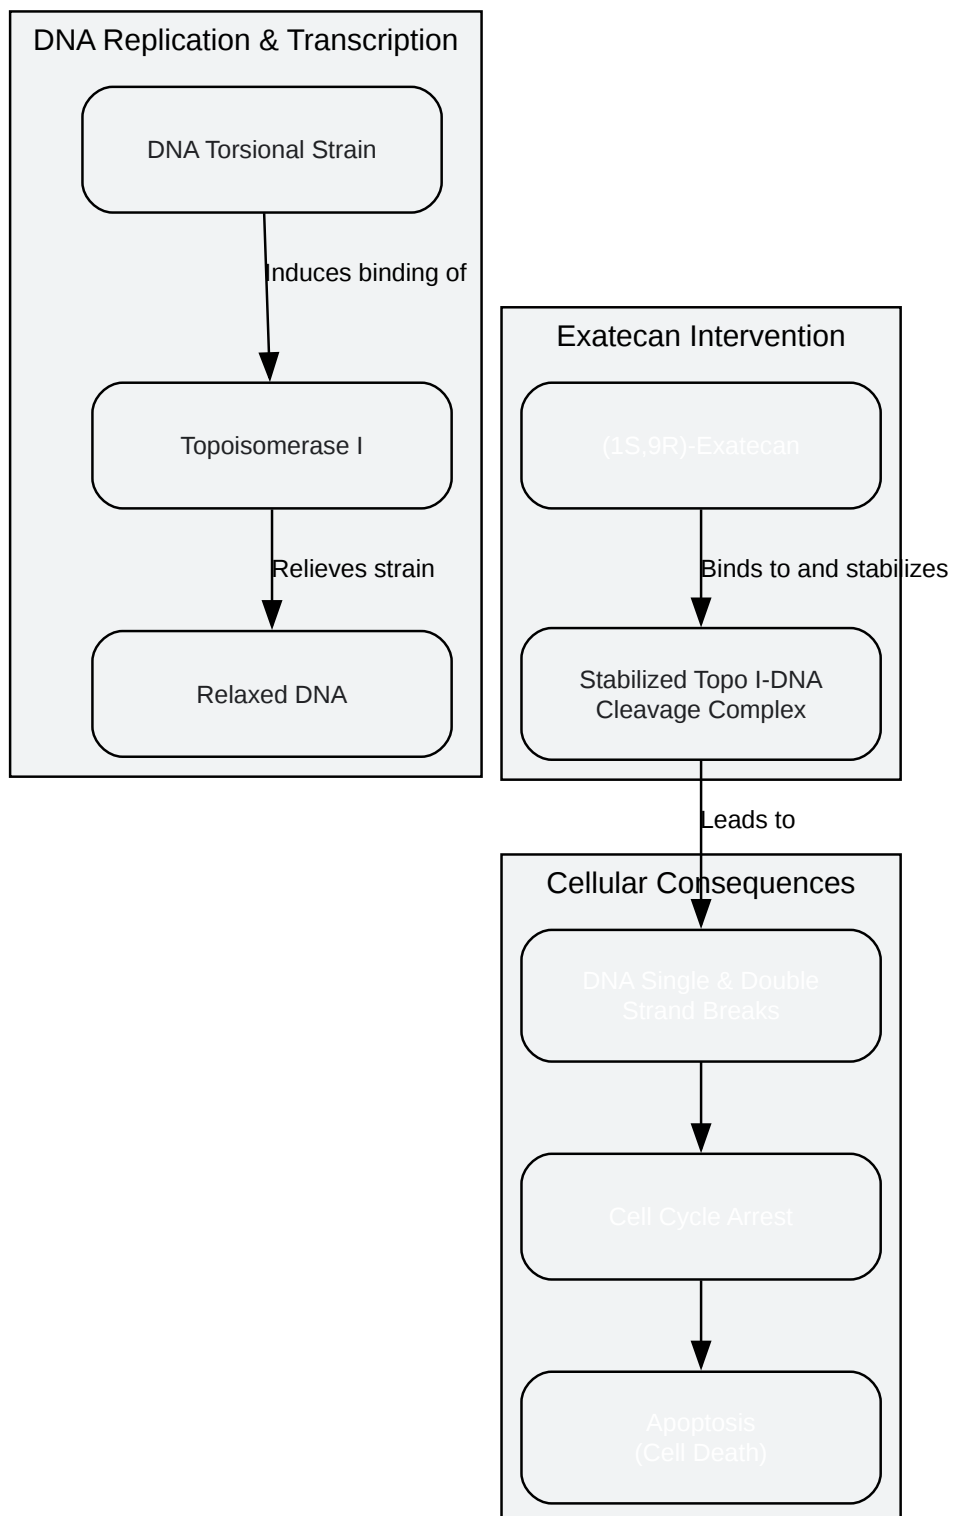 DNA Replication & Transcription
DNA Torsional Strain
Induces binding of
Topoisomerase I
Relieves strain
Relaxed DNA
Exatecan Intervention
(1S,9R)-Exatecan
Binds to and stabilizes
Stabilized Topo I-DNA
Cleavage Complex
Leads to
Cellular Consequences
DNA Single & Double
Strand Breaks
Cell Cycle Arrest
Apoptosis
(Cell Death)